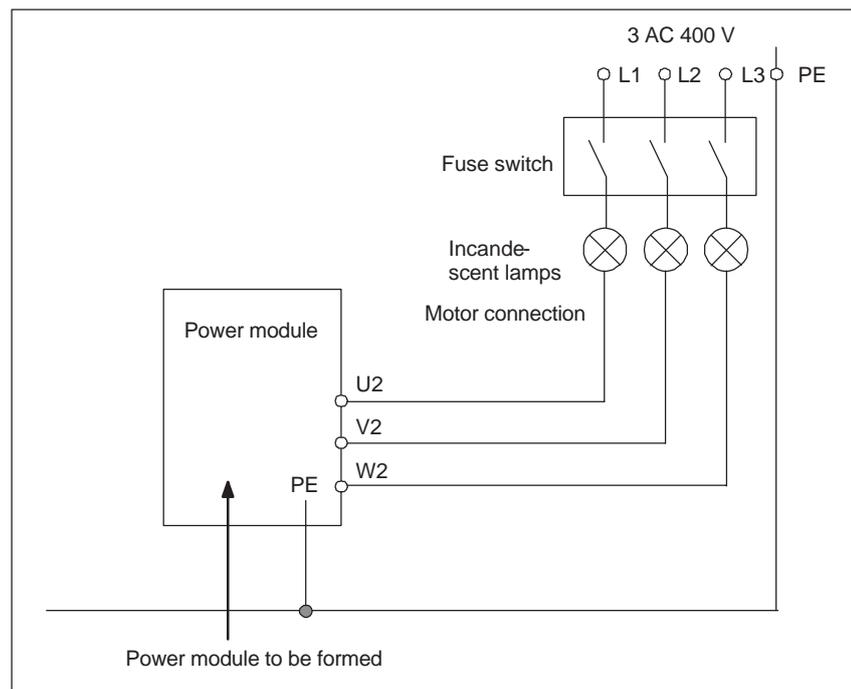 3 AC 400 V
L1 L2 L3 PE
Fuse switch
Incande-
scent lamps
Motor connection
Power module
U2
V2
W2
PE
Power module to be formed